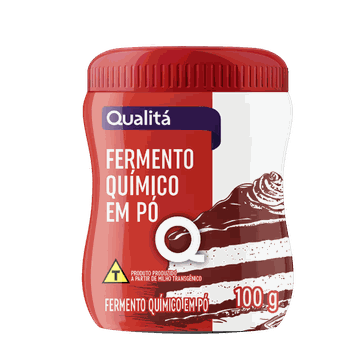 Qualitá
FERMENTO
QUÍMICO
EM PÓ
Q
T
PRODUTO PRODUZIDO
A PARTIR DE MILHO TRANSGÊNICO
FERMENTO QUÍMICO EM PÓ
100 g